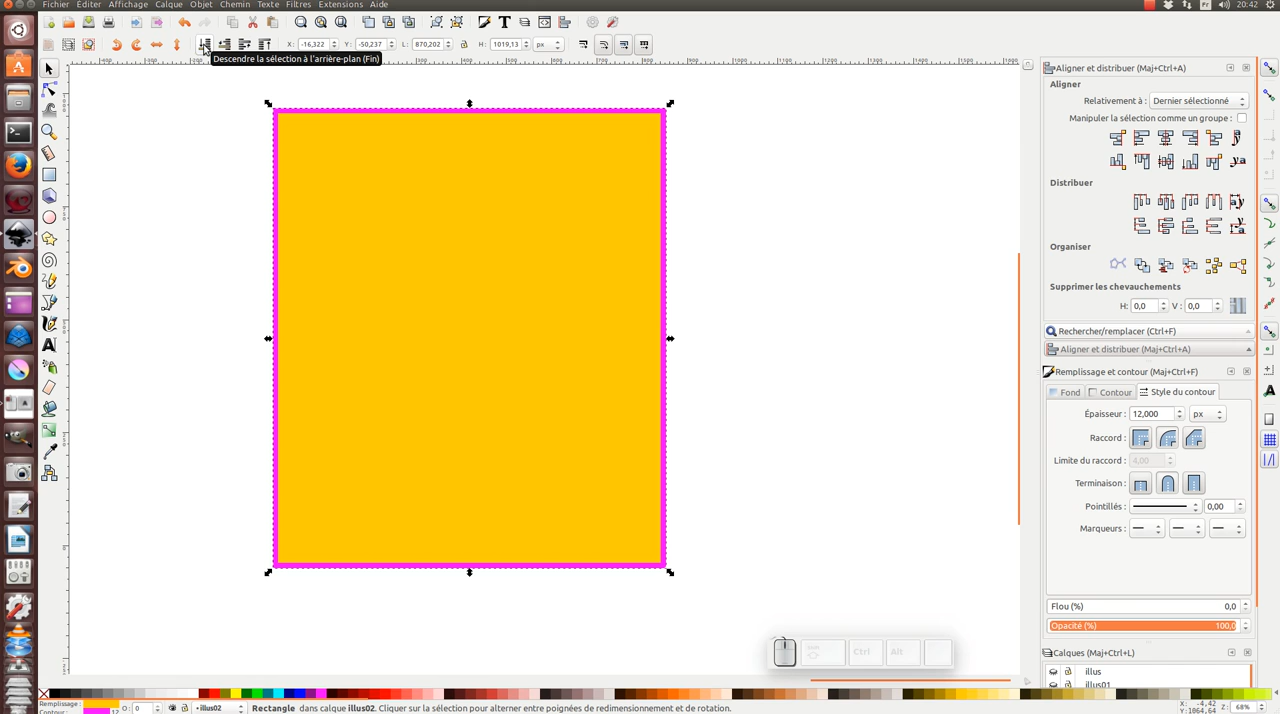 Fichier Éditer Affichage Calque Objet Chemin Texte Filtres Extensions Aide
Fr 20:42
X: -16,322 Y: -50,237 L: 870,202 H: 1019,13 px
Descendre la sélection à l'arrière-plan (Fin)
Aligner et distribuer (Maj+Ctrl+A)
Aligner
Relativement à : Dernier sélectionné
Manipuler la sélection comme un groupe :
Distribuer
Organiser
Supprimer les chevauchements
H: 0,0 V: 0,0
Rechercher/remplacer (Ctrl+F)
Aligner et distribuer (Maj+Ctrl+A)
Remplissage et contour (Maj+Ctrl+F)
Fond Contour Style du contour
Épaisseur : 12,000 px
Raccord :
Limite du raccord : 4,00
Terminaison :
Pointillés : 0,00
Marqueurs :
Flou (%) 0,0
Opacité (%) 100,0
Ctrl Alt
Calques (Maj+Ctrl+L)
illus
illus01
Remplissage :
Contour : 12
O: 0 •illus02 Rectangle dans calque illus02. Cliquer sur la sélection pour alterner entre poignées de redimensionnement et de rotation.
X: -4,42
Y: 1064,64
Z: 68%